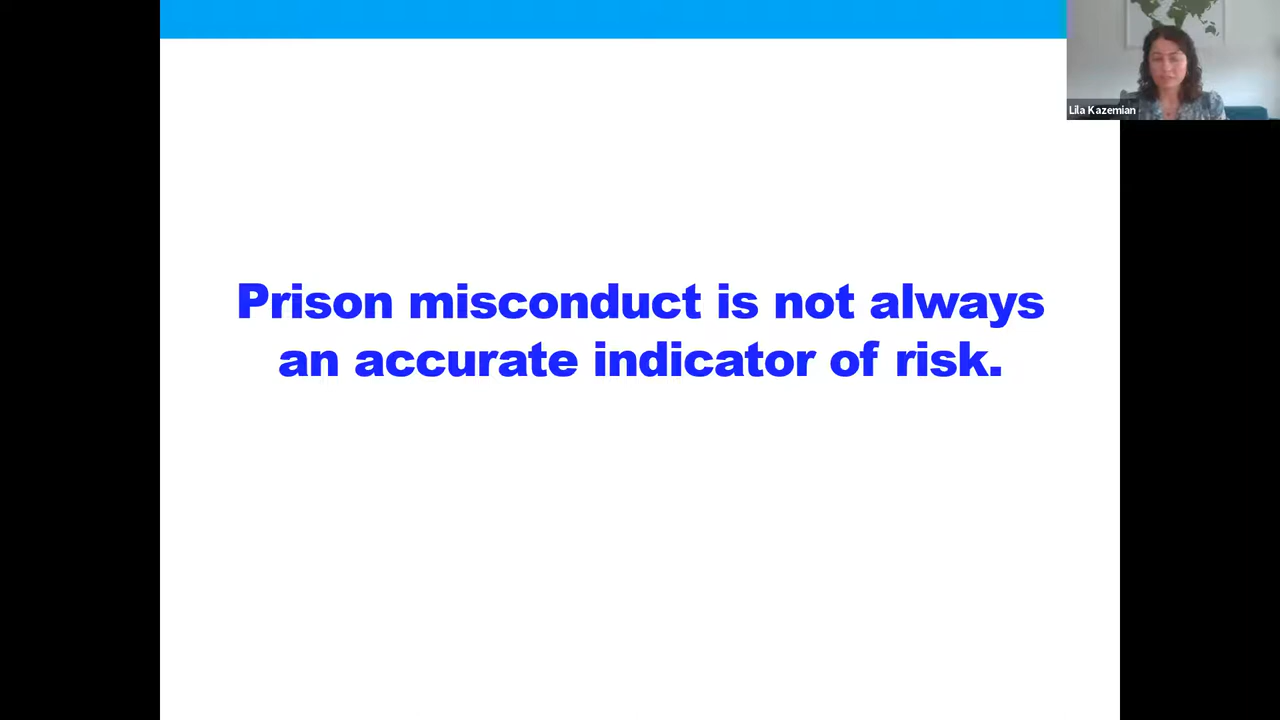 Lila Kazemian
Prison misconduct is not always
an accurate indicator of risk.